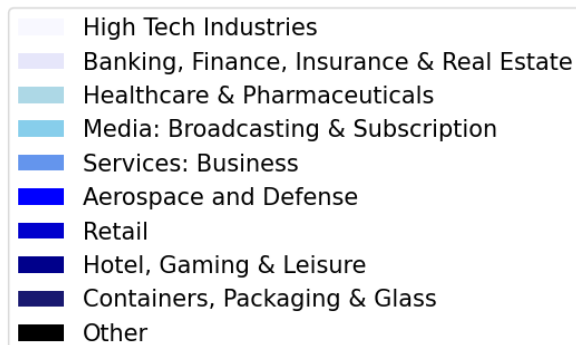 High Tech Industries
Banking, Finance, Insurance & Real Estate
Healthcare & Pharmaceuticals
Media: Broadcasting & Subscription
Services: Business
Aerospace and Defense
Retail
Hotel, Gaming & Leisure
Containers, Packaging & Glass
Other